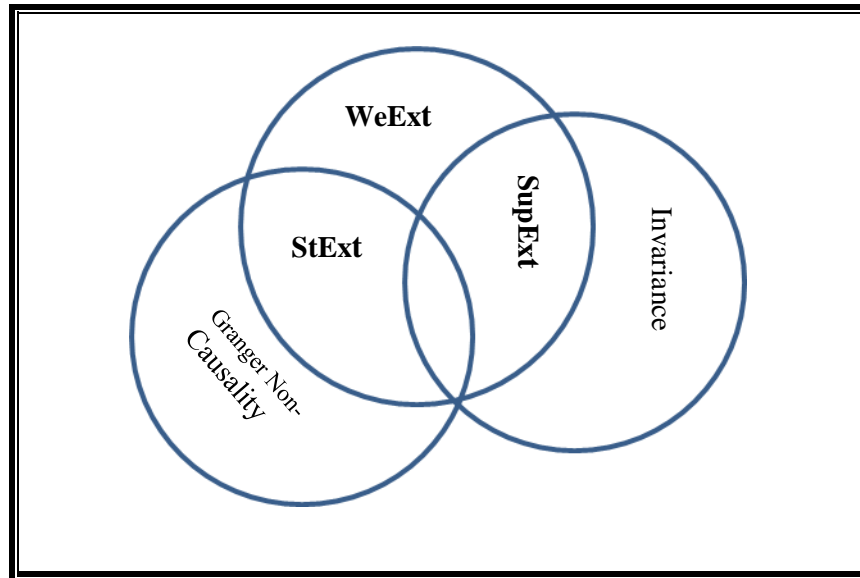 WeExt
SupExt
Invariance
StExt
Granger Non-
Causality